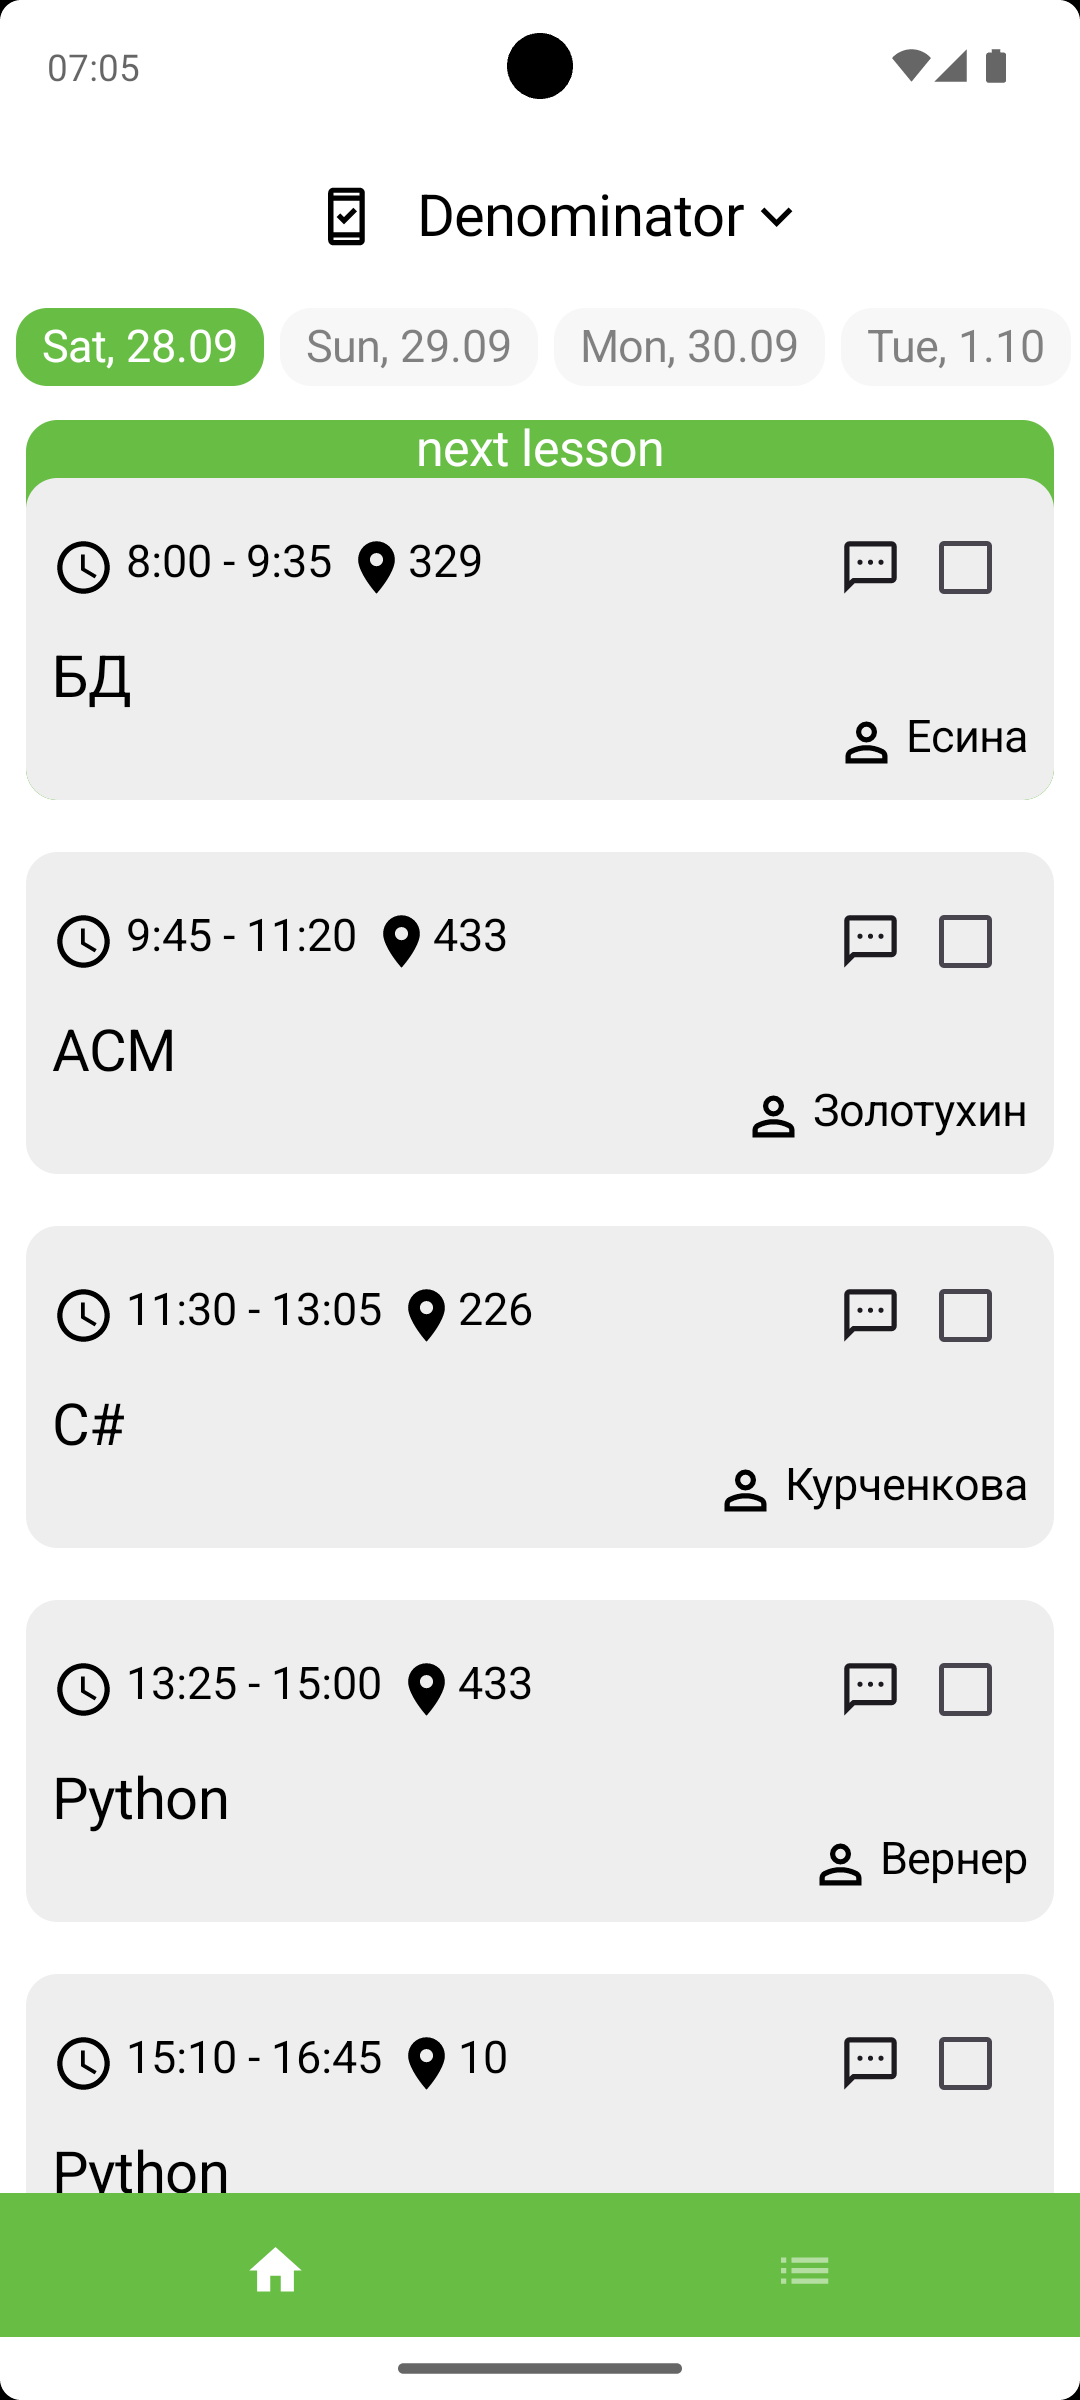 07:05
Denominator
Sat, 28.09 Sun, 29.09 Mon, 30.09 Tue, 1.10
next lesson
8:00 - 9:35 329
БД
Есина
9:45 - 11:20 433
АСМ
Золотухин
11:30 - 13:05 226
C#
Курченкова
13:25 - 15:00 433
Python
Вернер
15:10 - 16:45 10
Python